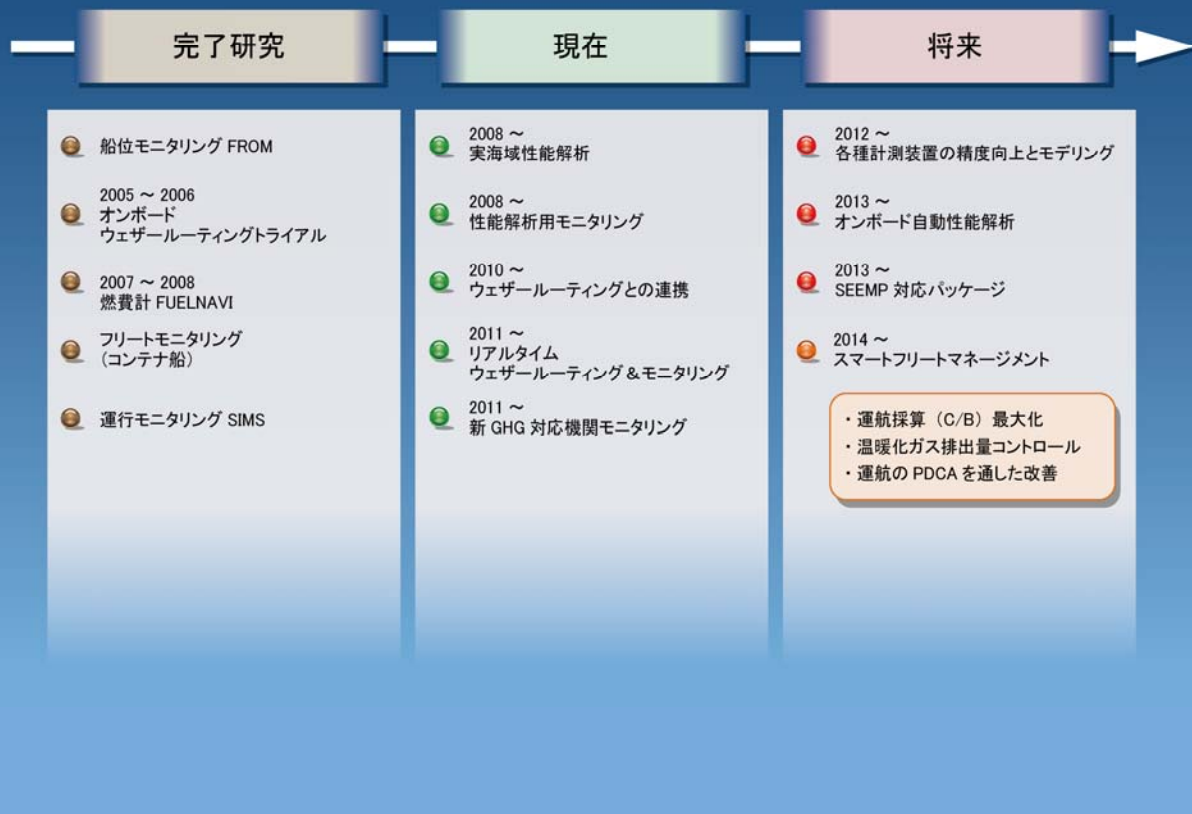 完了研究
船位モニタリング FROM
2005 ～ 2006
オンボード
ウェザールーティングトライアル
2007 ～ 2008
燃費計 FUELNAVI
フリートモニタリング
（コンテナ船）
運行モニタリング SIMS
現在
2008 ～
実海域性能解析
2008 ～
性能解析用モニタリング
2010 ～
ウェザールーティングとの連携
2011 ～
リアルタイム
ウェザールーティング＆モニタリング
2011 ～
新 GHG 対応機関モニタリング
将来
2012 ～
各種計測装置の精度向上とモデリング
2013 ～
オンボード自動性能解析
2013 ～
SEEMP 対応パッケージ
2014 ～
スマートフリートマネージメント
・運航採算（C/B）最大化
・温暖化ガス排出量コントロール
・運航の PDCA を通した改善